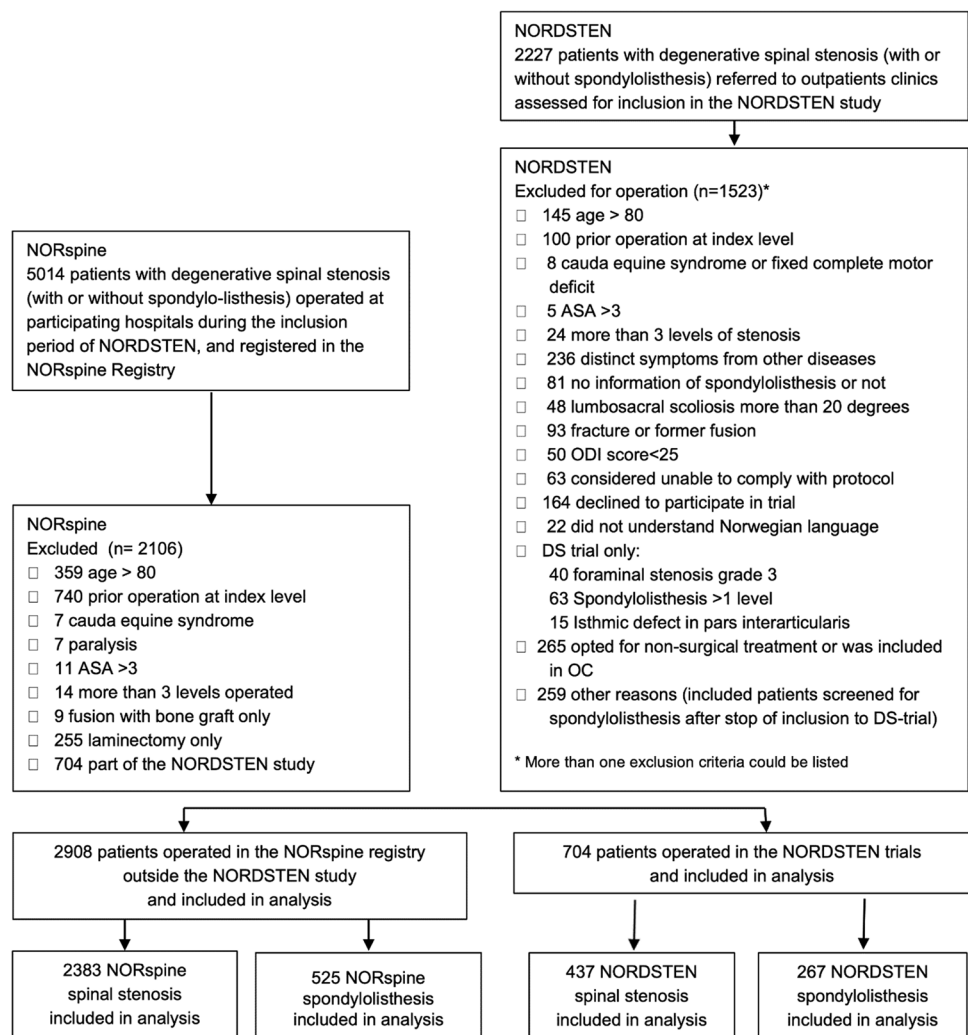 NORDSTEN
2227 patients with degenerative spinal stenosis (with or
without spondylolisthesis) referred to outpatients clinics
assessed for inclusion in the NORDSTEN study
NORDSTEN
Excluded for operation (n=1523)*
□ 145 age > 80
□ 100 prior operation at index level
□ 8 cauda equine syndrome or fixed complete motor
deficit
□ 5 ASA >3
□ 24 more than 3 levels of stenosis
□ 236 distinct symptoms from other diseases
□ 81 no information of spondylolisthesis or not
□ 48 lumbosacral scoliosis more than 20 degrees
□ 93 fracture or former fusion
□ 50 ODI score<25
□ 63 considered unable to comply with protocol
□ 164 declined to participate in trial
□ 22 did not understand Norwegian language
□ DS trial only:
40 foraminal stenosis grade 3
63 Spondylolisthesis >1 level
15 Isthmic defect in pars interarticularis
□ 265 opted for non-surgical treatment or was included
in OC
□ 259 other reasons (included patients screened for
spondylolisthesis after stop of inclusion to DS-trial)
* More than one exclusion criteria could be listed
NORspine
5014 patients with degenerative spinal stenosis
(with or without spondylo-listhesis) operated at
participating hospitals during the inclusion
period of NORDSTEN, and registered in the
NORspine Registry
NORspine
Excluded (n= 2106)
□ 359 age > 80
□ 740 prior operation at index level
□ 7 cauda equine syndrome
□ 7 paralysis
□ 11 ASA >3
□ 14 more than 3 levels operated
□ 9 fusion with bone graft only
□ 255 laminectomy only
□ 704 part of the NORDSTEN study
2908 patients operated in the NORspine registry
outside the NORDSTEN study
and included in analysis
704 patients operated in the NORDSTEN trials
and included in analysis
2383 NORspine
spinal stenosis
included in analysis
525 NORspine
spondylolisthesis
included in analysis
437 NORDSTEN
spinal stenosis
included in analysis
267 NORDSTEN
spondylolisthesis
included in analysis